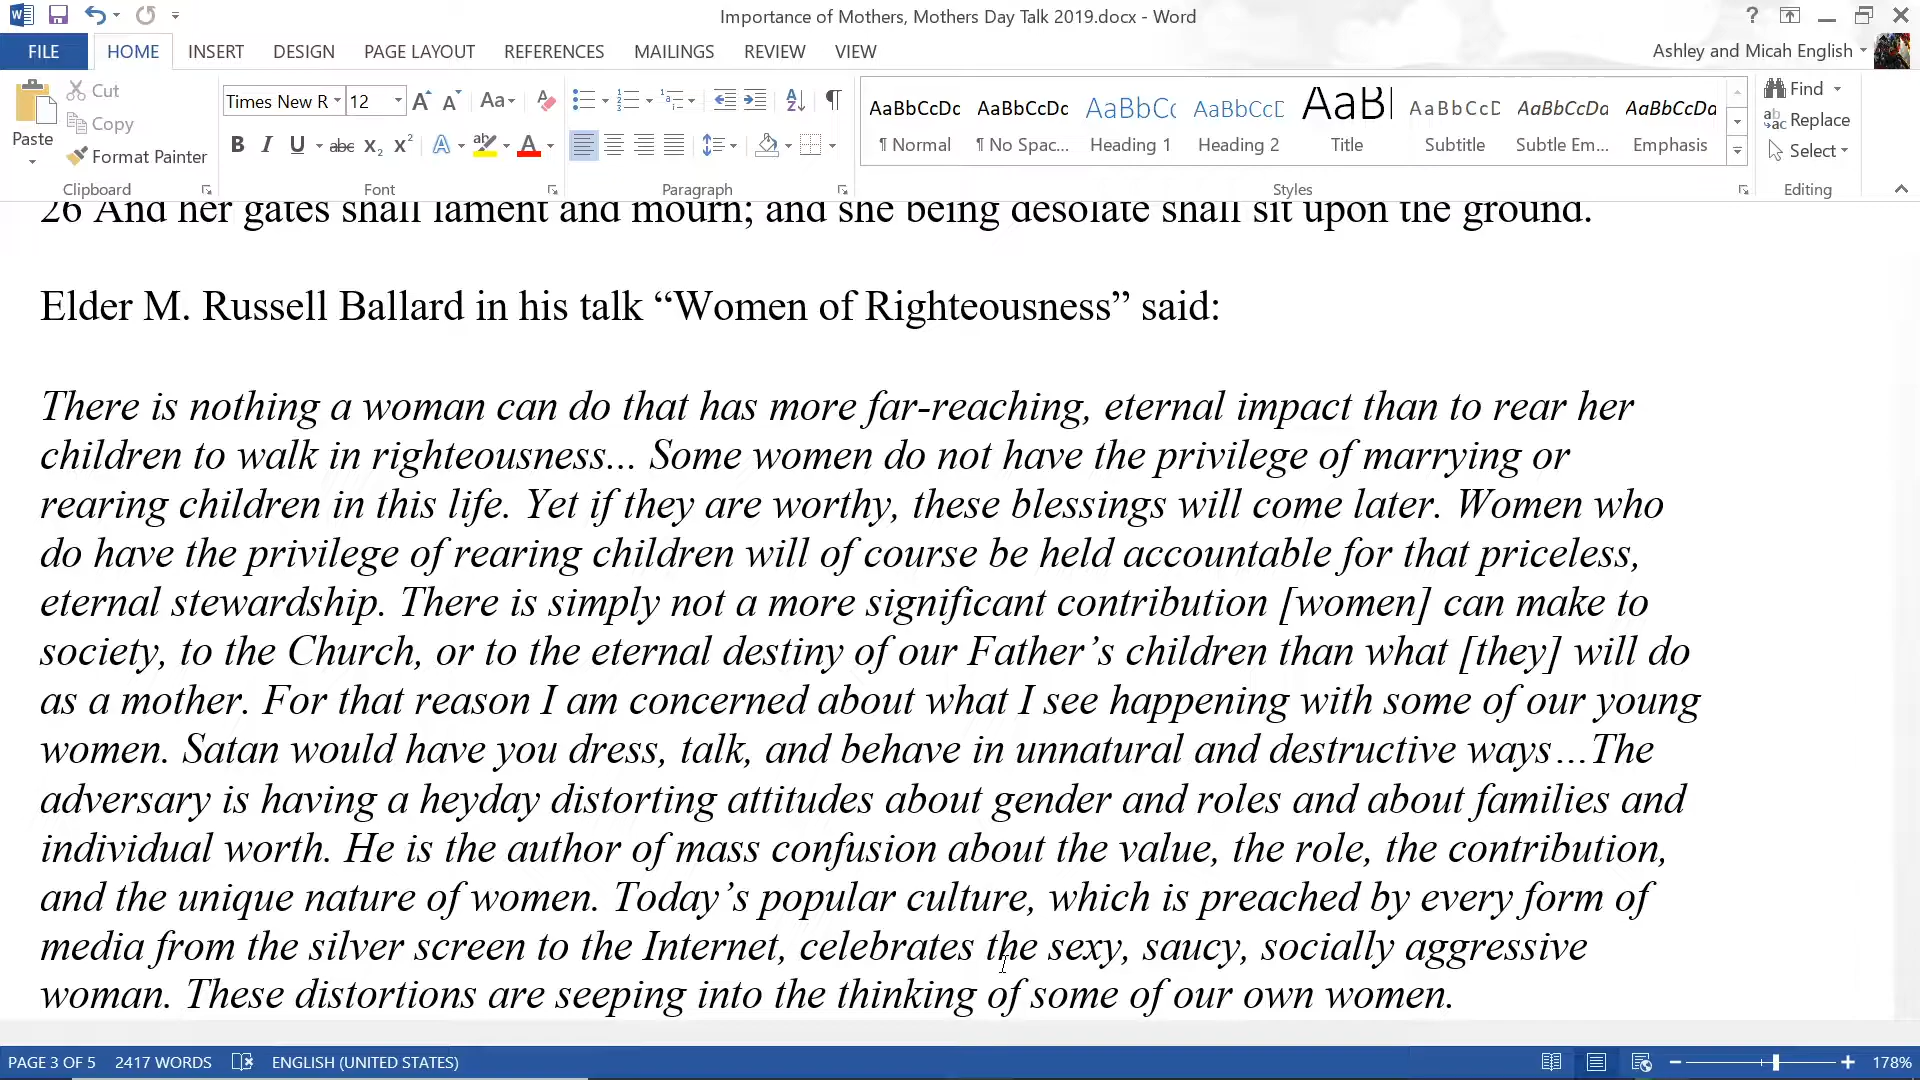 Importance of Mothers, Mothers Day Talk 2019.docx - Word
FILE HOME INSERT DESIGN PAGE LAYOUT REFERENCES MAILINGS REVIEW VIEW
Ashley and Micah English
Paste
Cut
Copy
Format Painter
Clipboard
Times New R 12
Font
Paragraph
AaBbCcDc AaBbCcDc AaBbCc AaBbCcD AaBl AaBbCcD AaBbCcDa AaBbCcDa
¶ Normal ¶ No Spac... Heading 1 Heading 2 Title Subtitle Subtle Em... Emphasis
Styles
Find
Replace
Select
Editing
26 And her gates shall lament and mourn; and she being desolate shall sit upon the ground.
Elder M. Russell Ballard in his talk “Women of Righteousness” said:
There is nothing a woman can do that has more far-reaching, eternal impact than to rear her
children to walk in righteousness... Some women do not have the privilege of marrying or
rearing children in this life. Yet if they are worthy, these blessings will come later. Women who
do have the privilege of rearing children will of course be held accountable for that priceless,
eternal stewardship. There is simply not a more significant contribution [women] can make to
society, to the Church, or to the eternal destiny of our Father’s children than what [they] will do
as a mother. For that reason I am concerned about what I see happening with some of our young
women. Satan would have you dress, talk, and behave in unnatural and destructive ways…The
adversary is having a heyday distorting attitudes about gender and roles and about families and
individual worth. He is the author of mass confusion about the value, the role, the contribution,
and the unique nature of women. Today’s popular culture, which is preached by every form of
media from the silver screen to the Internet, celebrates the sexy, saucy, socially aggressive
woman. These distortions are seeping into the thinking of some of our own women.
PAGE 3 OF 5 2417 WORDS ENGLISH (UNITED STATES) 178%